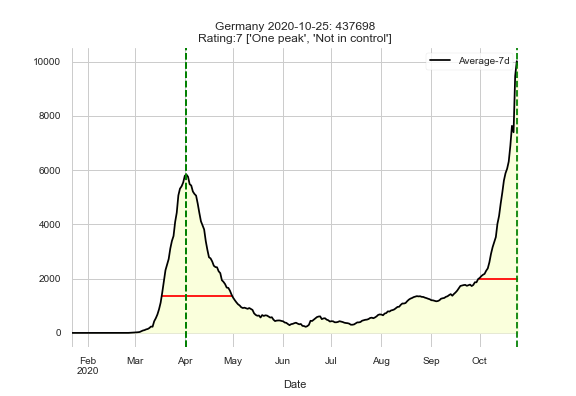 Germany 2020-10-25: 437698
Rating:7 ['One peak', 'Not in control']
Average-7d
10000
8000
6000
4000
2000
0
Feb Mar Apr May Jun Jul Aug Sep Oct
2020
Date